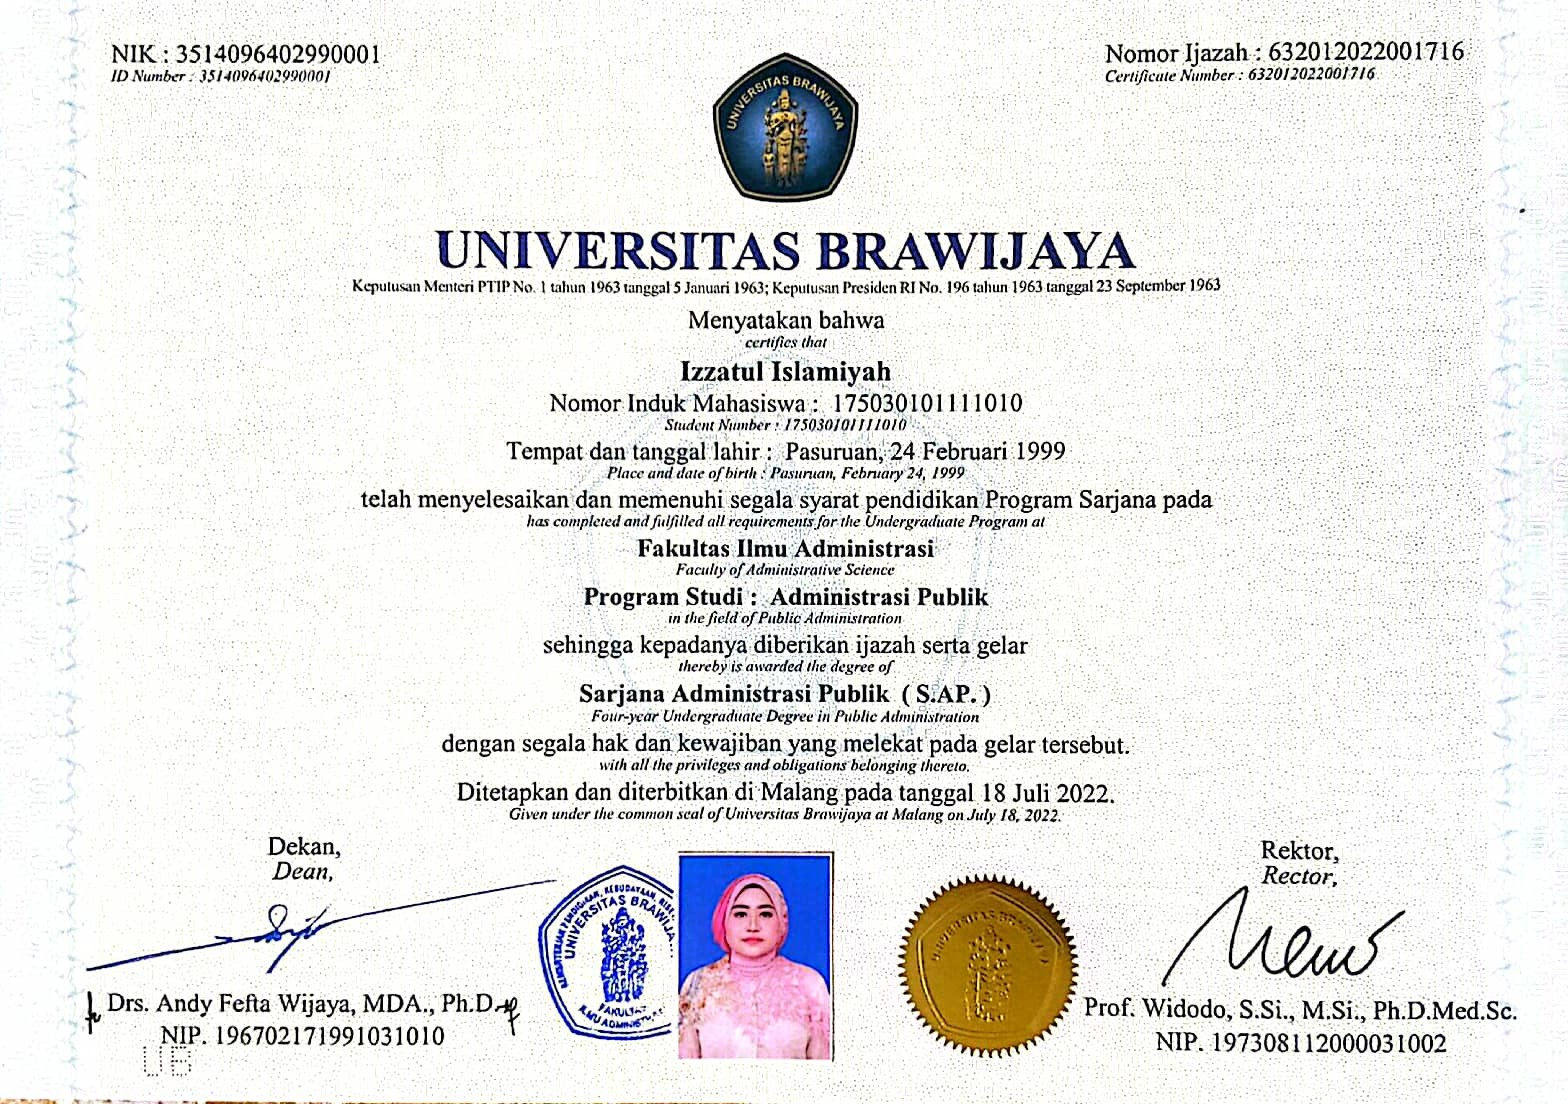 NIK : 3514096402990001
ID Number : 3514096402990001
Nomor Ijazah : 632012022001716
Certificate Number : 632012022001716
UNIVERSITAS BRAWIJAYA
UNIVERSITAS BRAWIJAYA
Keputusan Menteri PTIP No. 1 tahun 1963 tanggal 5 Januari 1963; Keputusan Presiden RI No. 196 tahun 1963 tanggal 23 September 1963
Menyatakan bahwa
certifies that
Izzatul Islamiyah
Nomor Induk Mahasiswa : 175030101111010
Student Number : 175030101111010
Tempat dan tanggal lahir : Pasuruan, 24 Februari 1999
Place and date of birth : Pasuruan, February 24, 1999
telah menyelesaikan dan memenuhi segala syarat pendidikan Program Sarjana pada
has completed and fulfilled all requirements for the Undergraduate Program at
Fakultas Ilmu Administrasi
Faculty of Administrative Science
Program Studi : Administrasi Publik
in the field of Public Administration
sehingga kepadanya diberikan ijazah serta gelar
thereby is awarded the degree of
Sarjana Administrasi Publik ( S.AP. )
Four-year Undergraduate Degree in Public Administration
dengan segala hak dan kewajiban yang melekat pada gelar tersebut.
with all the privileges and obligations belonging thereto.
Ditetapkan dan diterbitkan di Malang pada tanggal 18 Juli 2022.
Given under the common seal of Universitas Brawijaya at Malang on July 18, 2022.
Dekan,
Dean,
Drs. Andy Fefta Wijaya, MDA., Ph.D.
NIP. 196702171991031010
UB
UNIVERSITAS
FAKULTAS
Rektor,
Rector,
Prof. Widodo, S.Si., M.Si., Ph.D.Med.Sc.
NIP. 197308112000031002